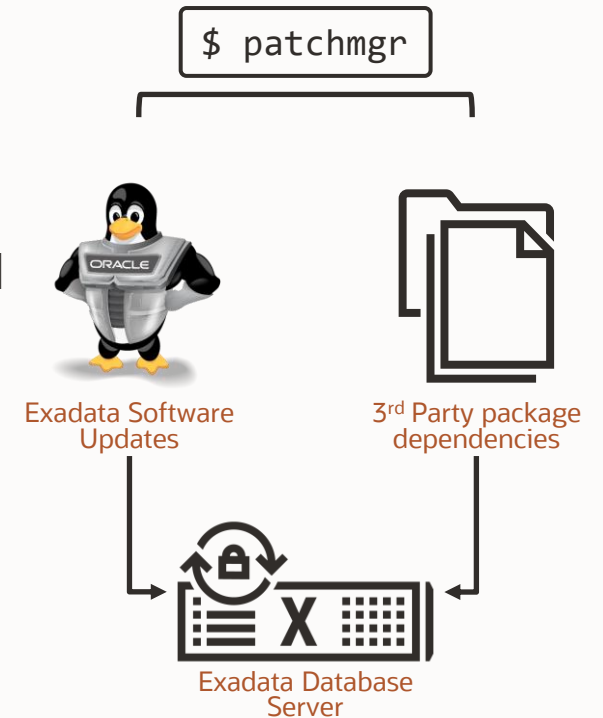 $ patchmgr
ORACLE
Exadata Software
Updates
3rd Party package
dependencies
X
Exadata Database
Server